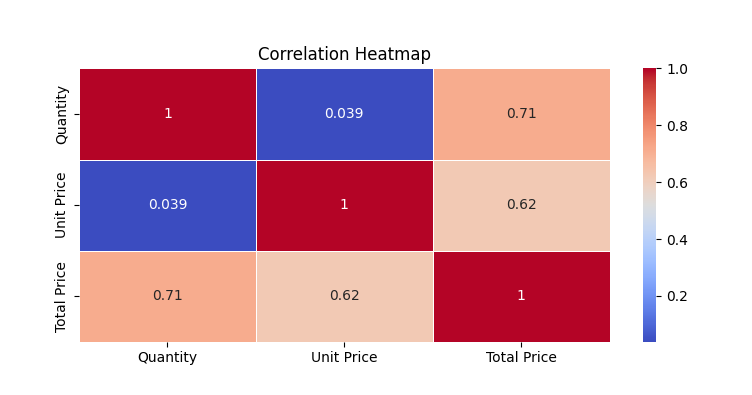 Correlation Heatmap
Quantity
1
0.039
0.71
Unit Price
0.039
1
0.62
Total Price
0.71
0.62
1
Quantity
Unit Price
Total Price
1.0
0.8
0.6
0.4
0.2